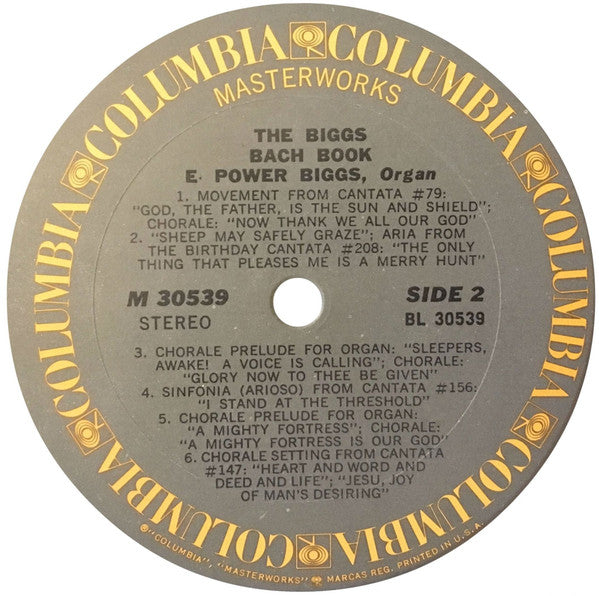 COLUMBIA COLUMBIA COLUMBIA COLUMBIA COLUMBIA COLUMBIA COLUMBIA COLUMBIA
MASTERWORKS
THE BIGGS
BACH BOOK
E. POWER BIGGS, Organ
1. MOVEMENT FROM CANTATA #79:
"GOD, THE FATHER, IS THE SUN AND SHIELD";
CHORALE: "NOW THANK WE ALL OUR GOD"
2. "SHEEP MAY SAFELY GRAZE"; ARIA FROM
THE BIRTHDAY CANTATA #208: "THE ONLY
THING THAT PLEASES ME IS A MERRY HUNT"
M 30539
STEREO
SIDE 2
BL 30539
3. CHORALE PRELUDE FOR ORGAN: "SLEEPERS,
AWAKE! A VOICE IS CALLING"; CHORALE:
"GLORY NOW TO THEE BE GIVEN"
4. SINFONIA (ARIOSO) FROM CANTATA #156:
"I STAND AT THE THRESHOLD"
5. CHORALE PRELUDE FOR ORGAN:
"A MIGHTY FORTRESS"; CHORALE:
"A MIGHTY FORTRESS IS OUR GOD"
6. CHORALE SETTING FROM CANTATA
#147: "HEART AND WORD AND
DEED AND LIFE"; "JESU, JOY
OF MAN'S DESIRING"
® "COLUMBIA", "MASTERWORKS" MARCAS REG. PRINTED IN U.S.A.